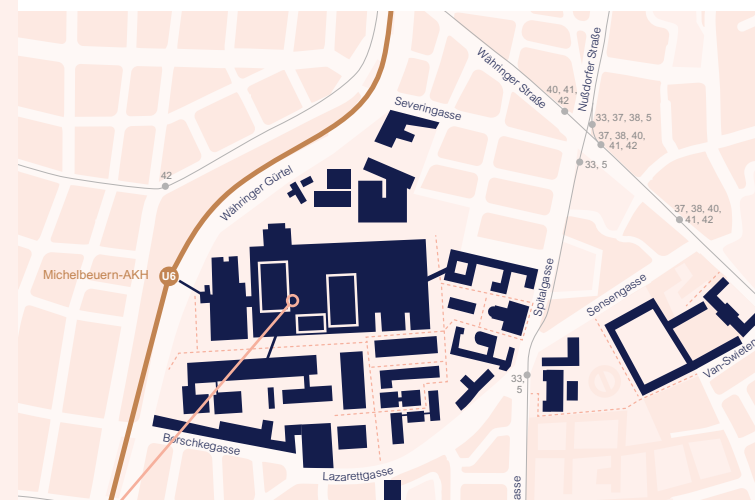 Währinger Straße
Nußdorfer Straße
40, 41,
42
Severingasse
33, 37, 38, 5
37, 38, 40,
41, 42
33, 5
42
Währinger Gürtel
37, 38, 40,
41, 42
Michelbeuern-AKH
U6
Spitalgasse
Sensengasse
Van-Swieten
33,
5
Borschkegasse
Lazarettgasse
asse